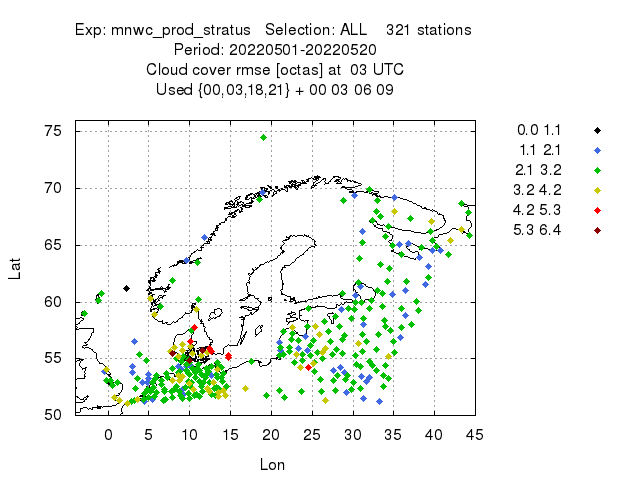 Exp: mnwc_prod_stratus   Selection: ALL    321 stations
Period: 20220501-20220520
Cloud cover rmse [octas] at  03 UTC
Used {00,03,18,21} + 00 03 06 09
75
70
65
60
55
50
Lat
0 5 10 15 20 25 30 35 40 45
Lon
0.0 1.1
1.1 2.1
2.1 3.2
3.2 4.2
4.2 5.3
5.3 6.4